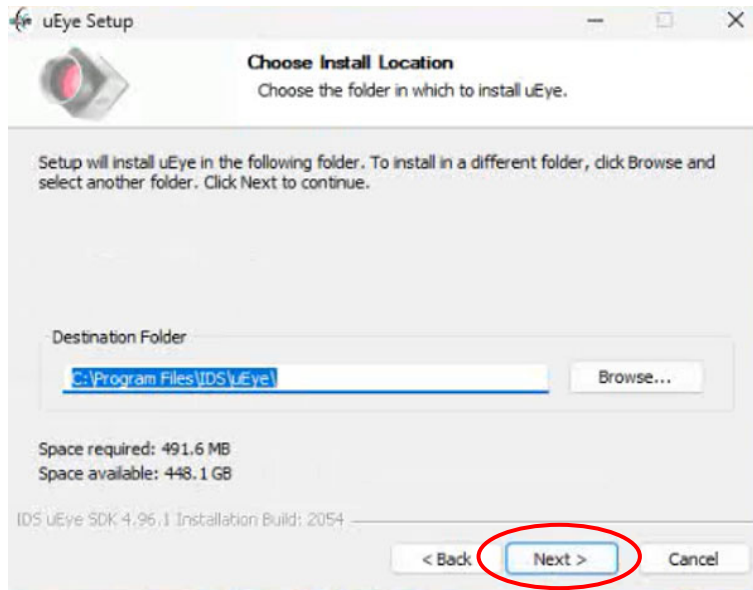 uEye Setup
Choose Install Location
Choose the folder in which to install uEye.
Setup will install uEye in the following folder. To install in a different folder, click Browse and
select another folder. Click Next to continue.
Destination Folder
C:\Program Files\IDS\uEye\
Browse...
Space required: 491.6 MB
Space available: 448.1 GB
IDS uEye SDK 4.96.1 Installation Build: 2054
< Back
Next >
Cancel